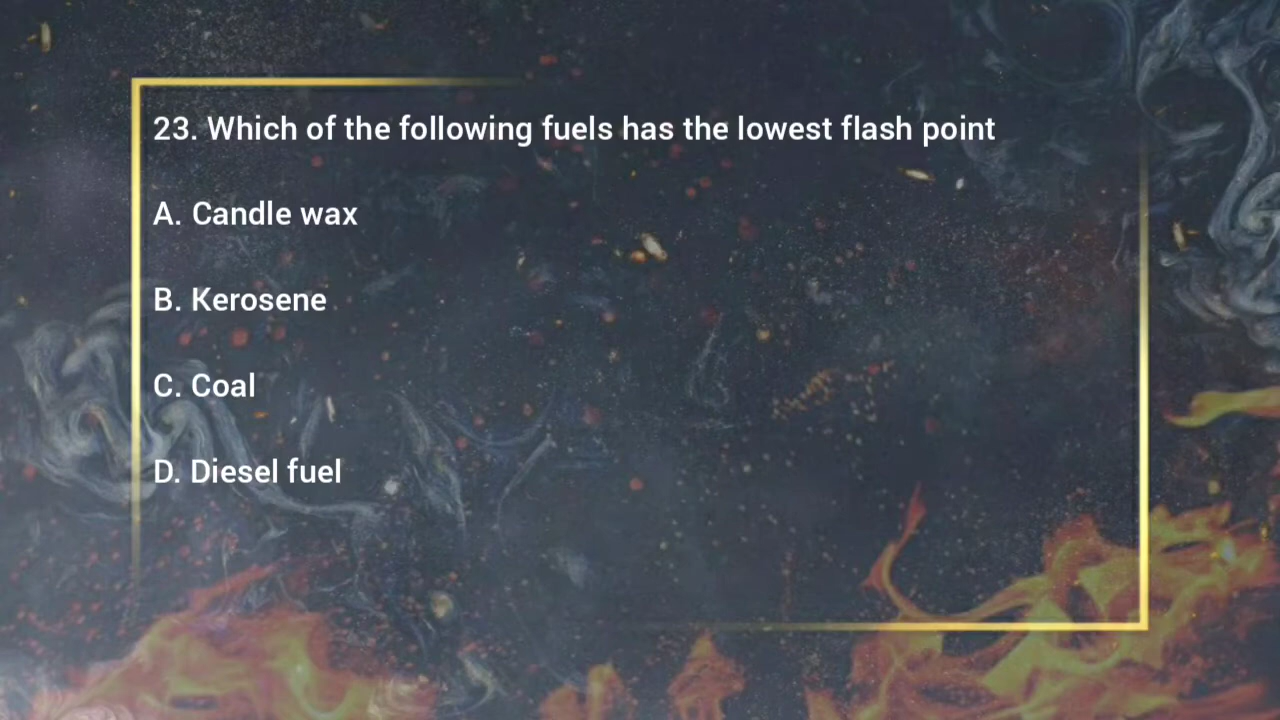 23. Which of the following fuels has the lowest flash point
A. Candle wax
B. Kerosene
C. Coal
D. Diesel fuel